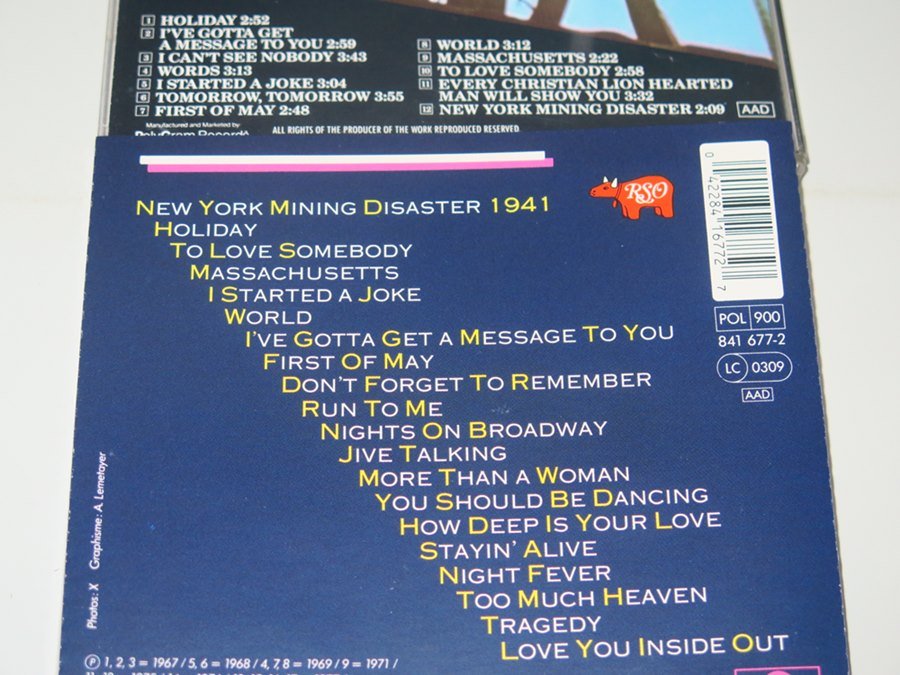 1 HOLIDAY 2:52
2 I'VE GOTTA GET
A MESSAGE TO YOU 2:59
3 I CAN'T SEE NOBODY 3:43
4 WORDS 3:13
5 I STARTED A JOKE 3:04
6 TOMORROW, TOMORROW 3:55
7 FIRST OF MAY 2:48
8 WORLD 3:12
9 MASSACHUSETTS 2:22
10 TO LOVE SOMEBODY 2:58
11 EVERY CHRISTIAN LION HEARTED
MAN WILL SHOW YOU 3:32
12 NEW YORK MINING DISASTER 2:09
AAD
Manufactured and Marketed by
PolyGram Records
ALL RIGHTS OF THE PRODUCER OF THE WORK REPRODUCED RESERVED
RSO
0 42284 16772 7
NEW YORK MINING DISASTER 1941
HOLIDAY
TO LOVE SOMEBODY
MASSACHUSETTS
I STARTED A JOKE
WORLD
I'VE GOTTA GET A MESSAGE TO YOU
FIRST OF MAY
DON'T FORGET TO REMEMBER
RUN TO ME
NIGHTS ON BROADWAY
JIVE TALKING
MORE THAN A WOMAN
YOU SHOULD BE DANCING
HOW DEEP IS YOUR LOVE
STAYIN' ALIVE
NIGHT FEVER
TOO MUCH HEAVEN
TRAGEDY
LOVE YOU INSIDE OUT
POL 900
841 677-2
LC 0309
AAD
Photos : X Graphisme : A. Lemetayer
℗ 1, 2, 3 = 1967 / 5, 6 = 1968 / 4, 7, 8 = 1969 / 9 = 1971 /